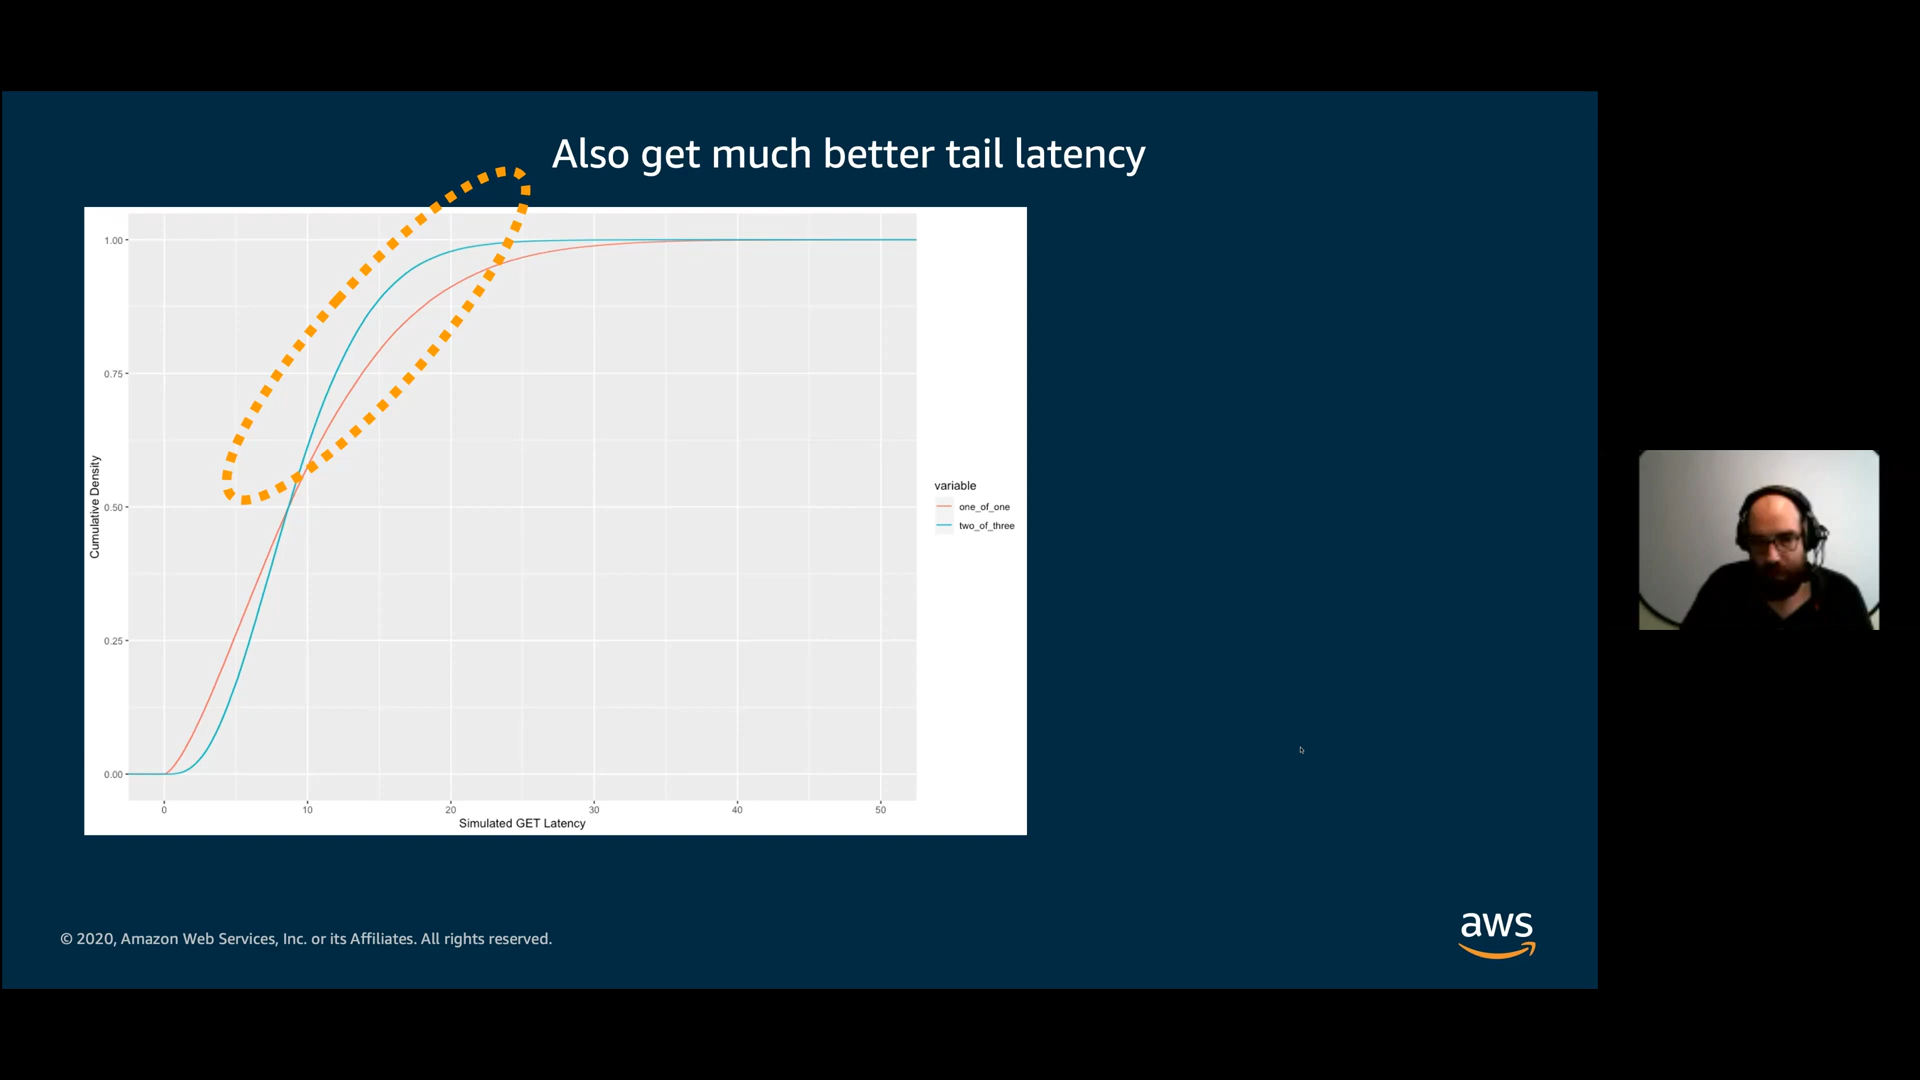 Also get much better tail latency
1.00
0.75
0.50
0.25
0.00
Cumulative Density
0
10
20
30
40
50
Simulated GET Latency
variable
one_of_one
two_of_three
© 2020, Amazon Web Services, Inc. or its Affiliates. All rights reserved.
aws